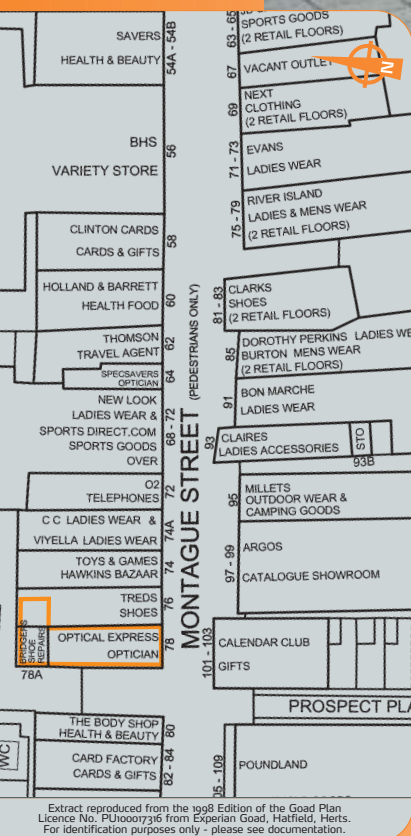 SAVERS
HEALTH & BEAUTY
54A - 54B
BHS
VARIETY STORE
56
CLINTON CARDS
CARDS & GIFTS
58
HOLLAND & BARRETT
HEALTH FOOD
60
THOMSON
TRAVEL AGENT
62
SPECSAVERS
OPTICIAN
64
NEW LOOK
LADIES WEAR &
SPORTS DIRECT.COM
SPORTS GOODS
OVER
68 - 72
O2
TELEPHONES
72
C C LADIES WEAR &
VIYELLA LADIES WEAR
74A
TOYS & GAMES
HAWKINS BAZAAR
74
TREDS
SHOES
76
BRIDGERS
SHOE
REPAIRS
OPTICAL EXPRESS
OPTICIAN
78
78A
THE BODY SHOP
HEALTH & BEAUTY
80
WC
CARD FACTORY
CARDS & GIFTS
82 - 84
MONTAGUE STREET (PEDESTRIANS ONLY)
SPORTS GOODS
(2 RETAIL FLOORS)
63 - 65
VACANT OUTLET
67
N
NEXT
CLOTHING
(2 RETAIL FLOORS)
69
EVANS
LADIES WEAR
71 - 73
RIVER ISLAND
LADIES & MENS WEAR
(2 RETAIL FLOORS)
75 - 79
CLARKS
SHOES
(2 RETAIL FLOORS)
81 - 83
DOROTHY PERKINS LADIES WE
BURTON MENS WEAR
(2 RETAIL FLOORS)
85
BON MARCHE
LADIES WEAR
91
CLAIRES
LADIES ACCESSORIES
93
STO
93B
MILLETS
OUTDOOR WEAR &
CAMPING GOODS
95
ARGOS
CATALOGUE SHOWROOM
97 - 99
CALENDAR CLUB
GIFTS
101 - 103
PROSPECT PLA
POUNDLAND
05 - 109
Extract reproduced from the 1998 Edition of the Goad Plan
Licence No. PU100017316 from Experian Goad, Hatfield, Herts.
For identification purposes only - please see documentation.